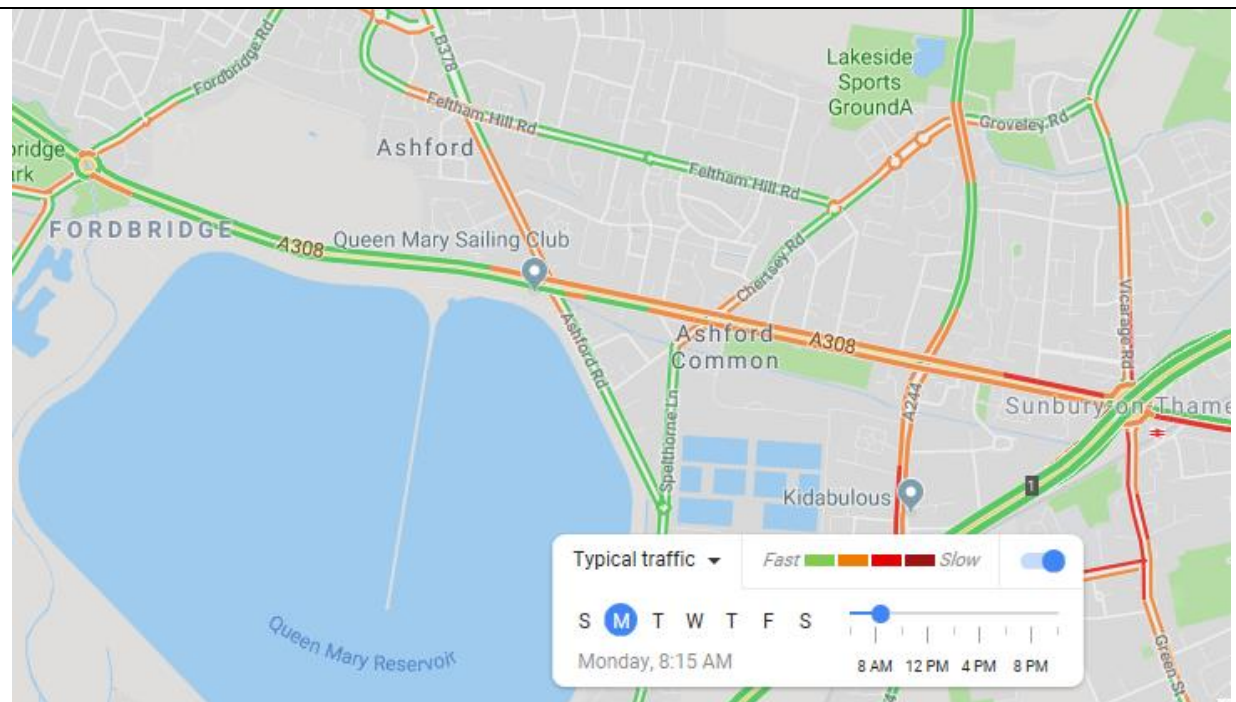 Fordbridge Rd
B378
Feltham Hill Rd
Ashford
Lakeside
Sports
GroundA
Groveley Rd
ridge
rk
FORDBRIDGE
A308
Queen Mary Sailing Club
Feltham Hill Rd
Chertsey Rd
Ashford Rd
Ashford
Common
A308
Vicarage Rd
A244
Sunbury-on-Thame
Spelthorne Ln
Kidabulous
1
Queen Mary Reservoir
Green St
Typical traffic
Fast
Slow
S M T W T F S
Monday, 8:15 AM
8 AM 12 PM 4 PM 8 PM